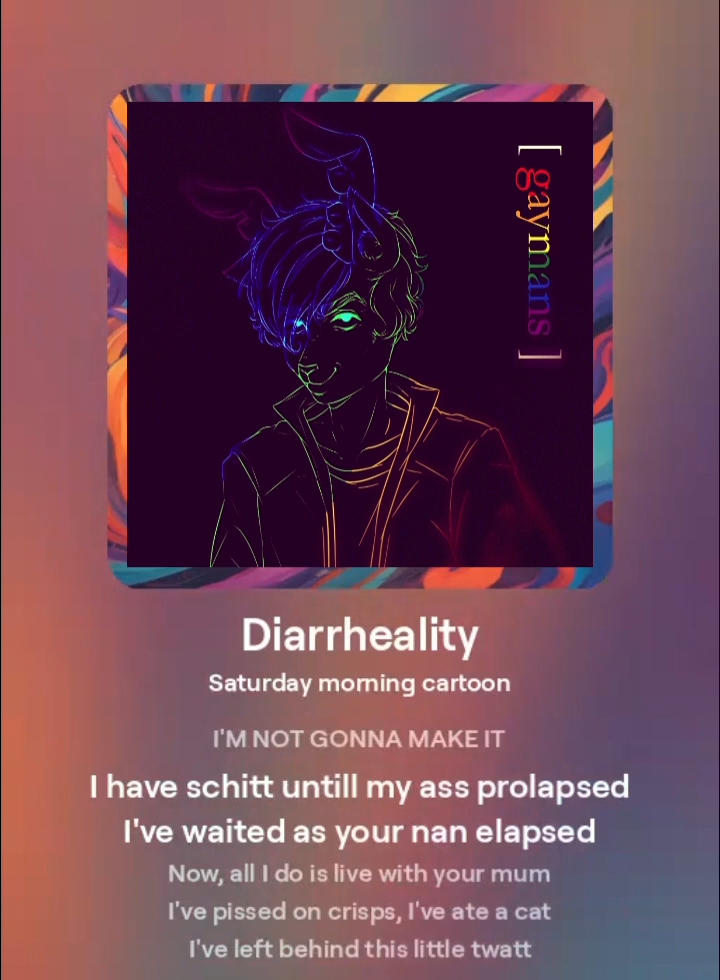 [ gaymans ]
Diarrheality
Saturday morning cartoon
I'M NOT GONNA MAKE IT
I have schitt untill my ass prolapsed
I've waited as your nan elapsed
Now, all I do is live with your mum
I've pissed on crisps, I've ate a cat
I've left behind this little twatt